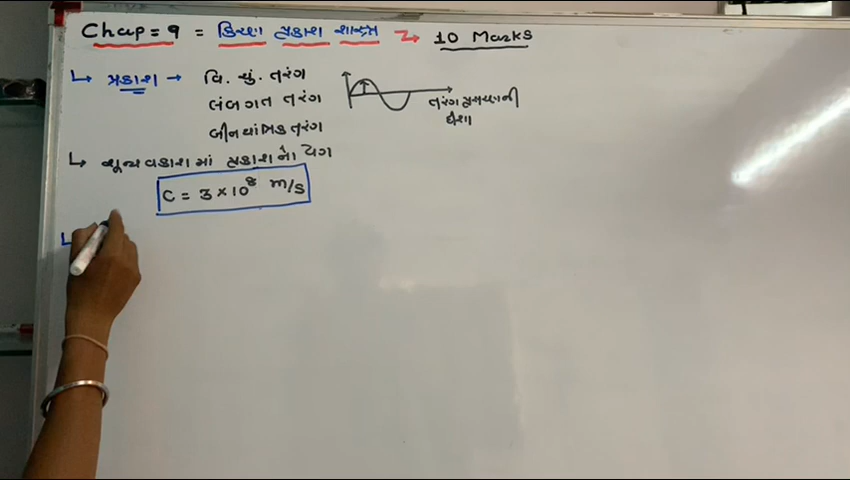 Chap = 9 = કિરણ પ્રકાશ શાસ્ત્ર → 10 Marks
↳ પ્રકાશ → વિ. ચું. તરંગ
લંબગત તરંગ
તરંગ પ્રસરણની
દિશા
બીનયાંત્રિક તરંગ
↳ શૂન્યવકાશમાં પ્રકાશનો વેગ
C = 3 × 10⁸ m/s